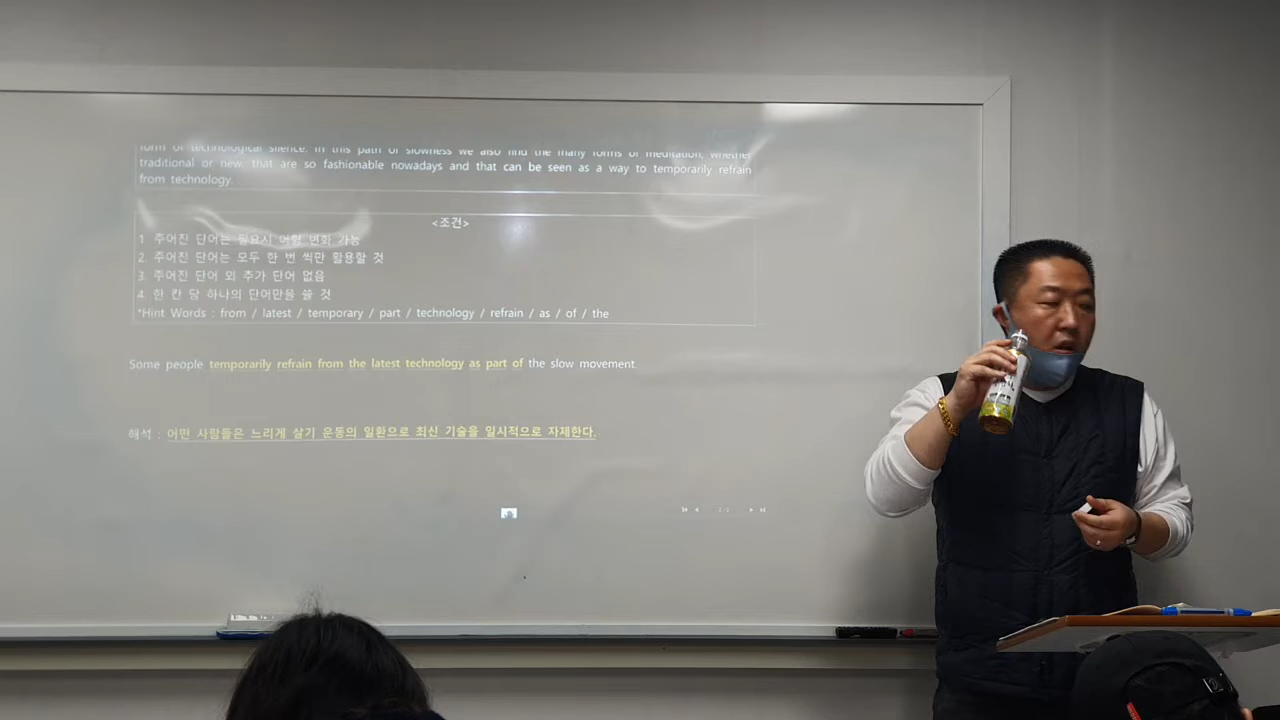 form of technological silence. In this path of slowness we also find the many forms of meditation, whether
traditional or new, that are so fashionable nowadays and that can be seen as a way to temporarily refrain
from technology.
<조건>
1. 주어진 단어는 필요시 어형 변화 가능
2. 주어진 단어는 모두 한 번 씩만 활용할 것
3. 주어진 단어 외 추가 단어 없음
4. 한 칸 당 하나의 단어만을 쓸 것
*Hint Words : from / latest / temporary / part / technology / refrain / as / of / the
Some people temporarily refrain from the latest technology as part of the slow movement.
해석 : 어떤 사람들은 느리게 살기 운동의 일환으로 최신 기술을 일시적으로 자제한다.